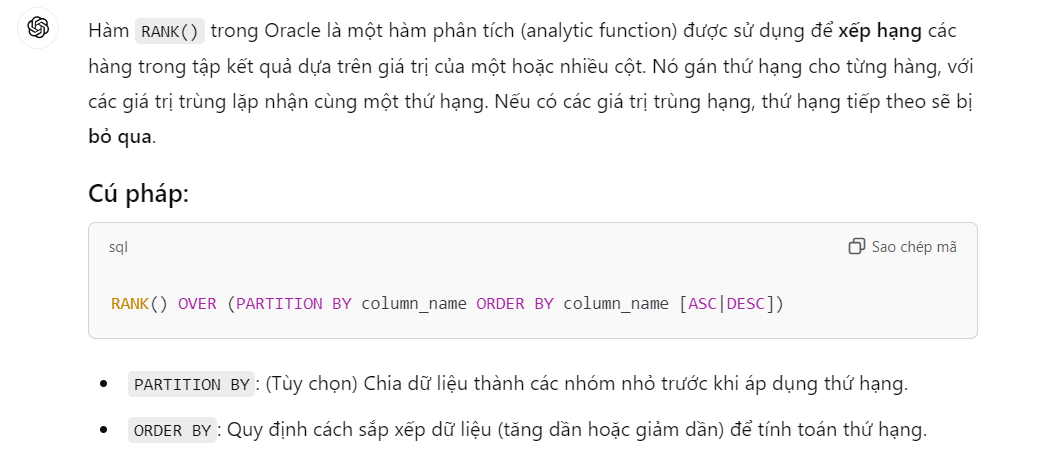 Hàm RANK() trong Oracle là một hàm phân tích (analytic function) được sử dụng để xếp hạng các
hàng trong tập kết quả dựa trên giá trị của một hoặc nhiều cột. Nó gán thứ hạng cho từng hàng, với
các giá trị trùng lặp nhận cùng một thứ hạng. Nếu có các giá trị trùng hạng, thứ hạng tiếp theo sẽ bị
bỏ qua.
Cú pháp:
sql
Sao chép mã
RANK() OVER (PARTITION BY column_name ORDER BY column_name [ASC|DESC])
• PARTITION BY: (Tùy chọn) Chia dữ liệu thành các nhóm nhỏ trước khi áp dụng thứ hạng.
• ORDER BY: Quy định cách sắp xếp dữ liệu (tăng dần hoặc giảm dần) để tính toán thứ hạng.